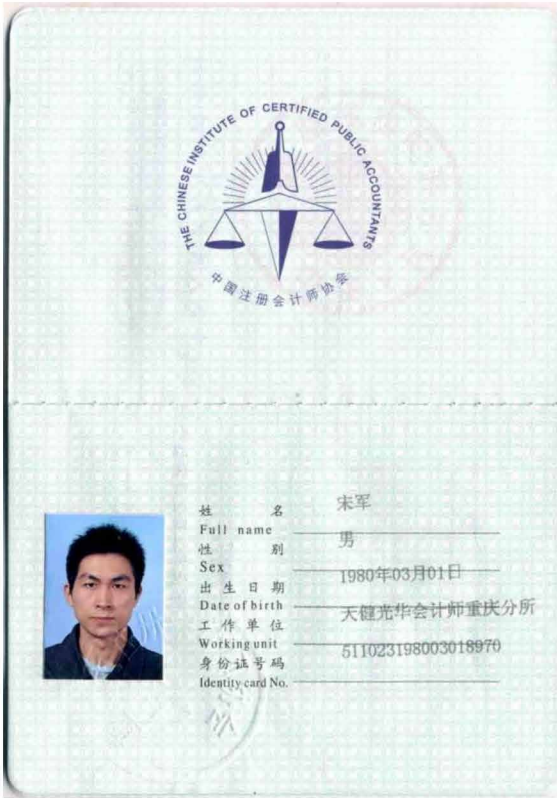 THE CHINESE INSTITUTE OF CERTIFIED PUBLIC ACCOUNTANTS
中国注册会计师协会
姓 名 宋军
Full name
性 别 男
Sex
出生日期 1980年03月01日
Date of birth
工作单位 天健光华会计师重庆分所
Working unit
身份证号码 511023198003018970
Identity card No.